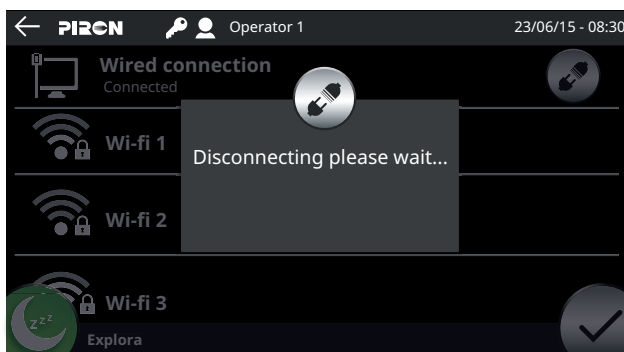 PIRON Operator 1 23/06/15 - 08:30
Wired connection
Connected
Wi-fi 1
Disconnecting please wait...
Wi-fi 2
Wi-fi 3
zzz
Explora